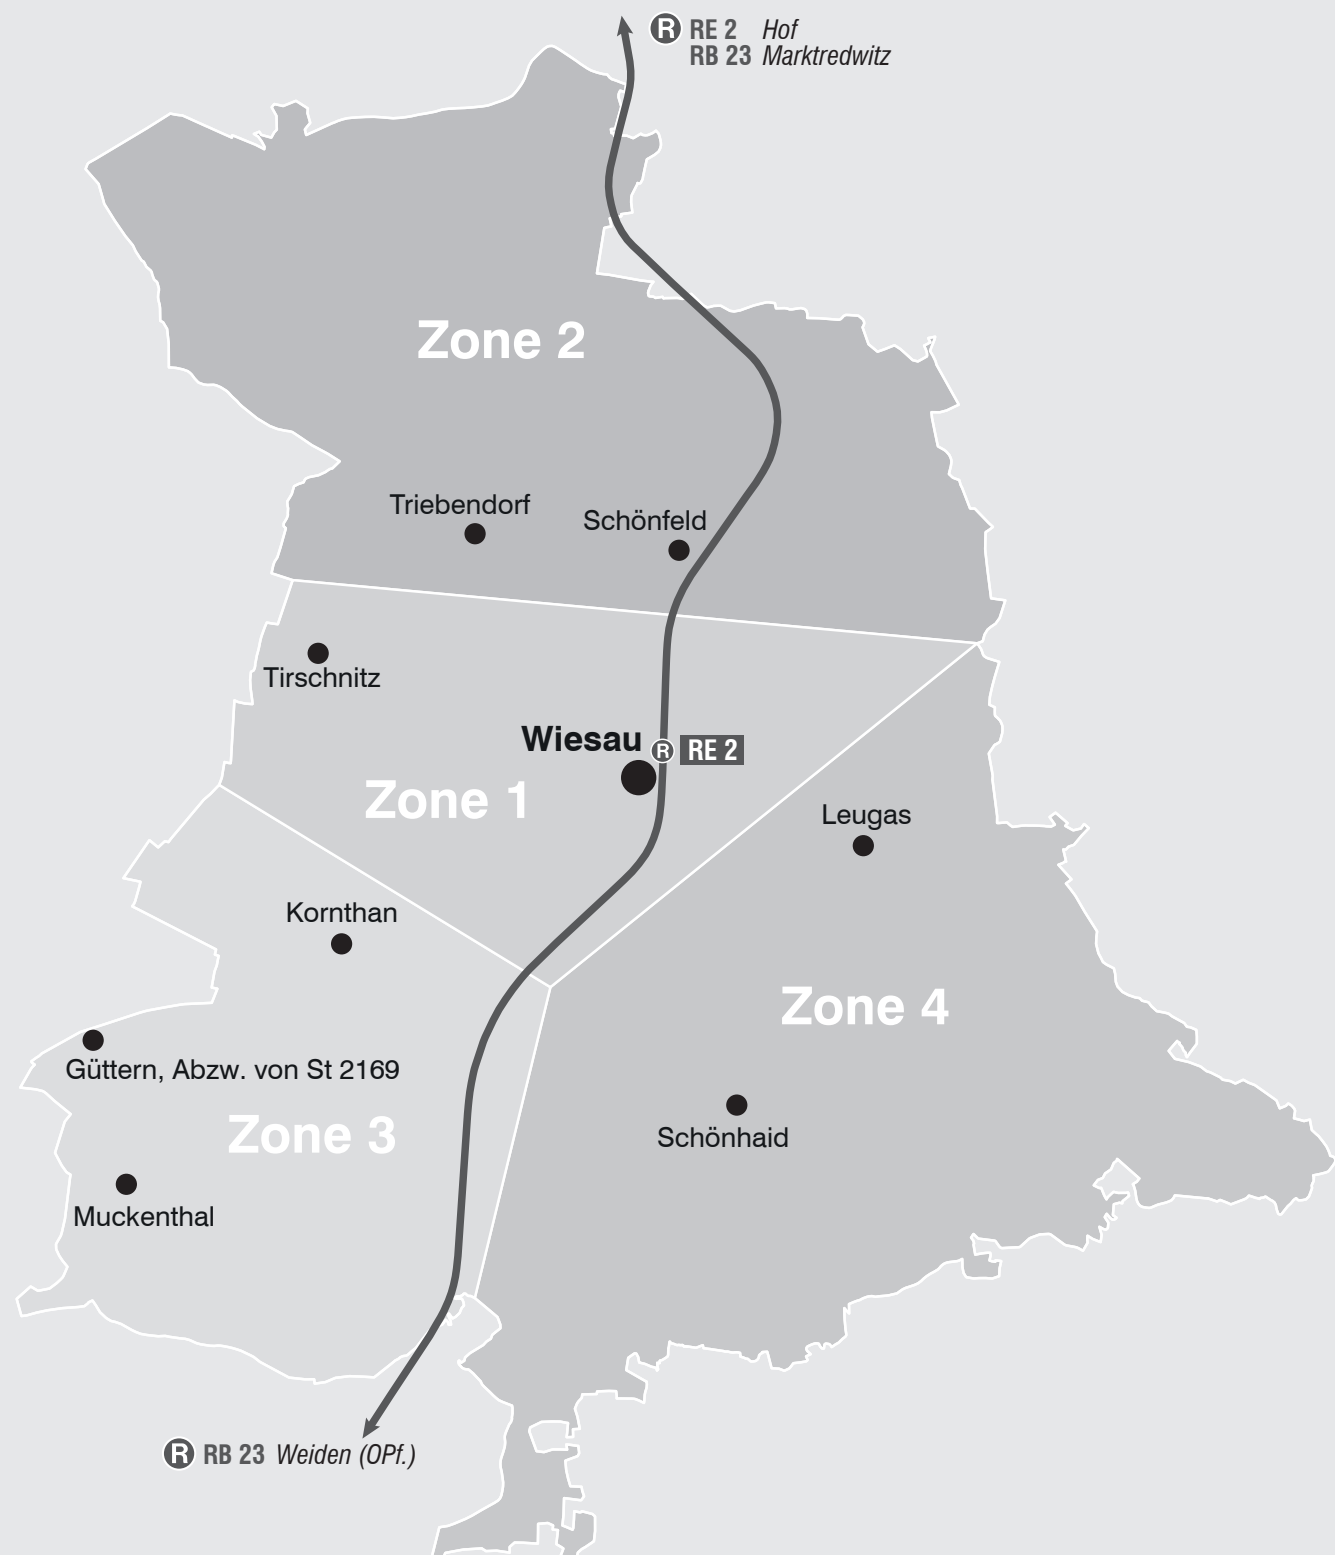 R RE 2 Hof
RB 23 Marktredwitz
Zone 2
Triebendorf
Schönfeld
Tirschnitz
Wiesau R RE 2
Zone 1
Leugas
Kornthan
Zone 4
Güttern, Abzw. von St 2169
Zone 3
Schönhaid
Muckenthal
R RB 23 Weiden (OPf.)